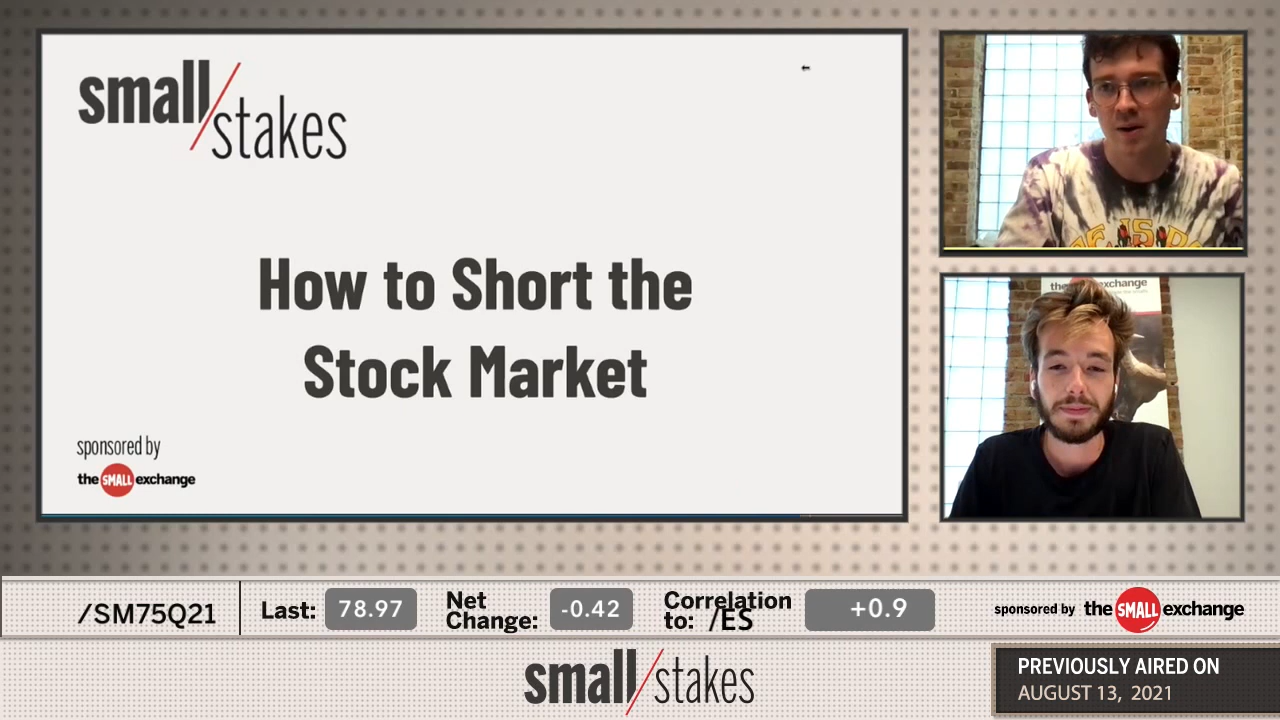 small/stakes
How to Short the
Stock Market
sponsored by
the SMALL exchange
the exchange
/SM75Q21
Last: 78.97
Net
Change: -0.42
Correlation
to: /ES
+0.9
sponsored by the SMALL exchange
small/stakes
PREVIOUSLY AIRED ON
AUGUST 13, 2021